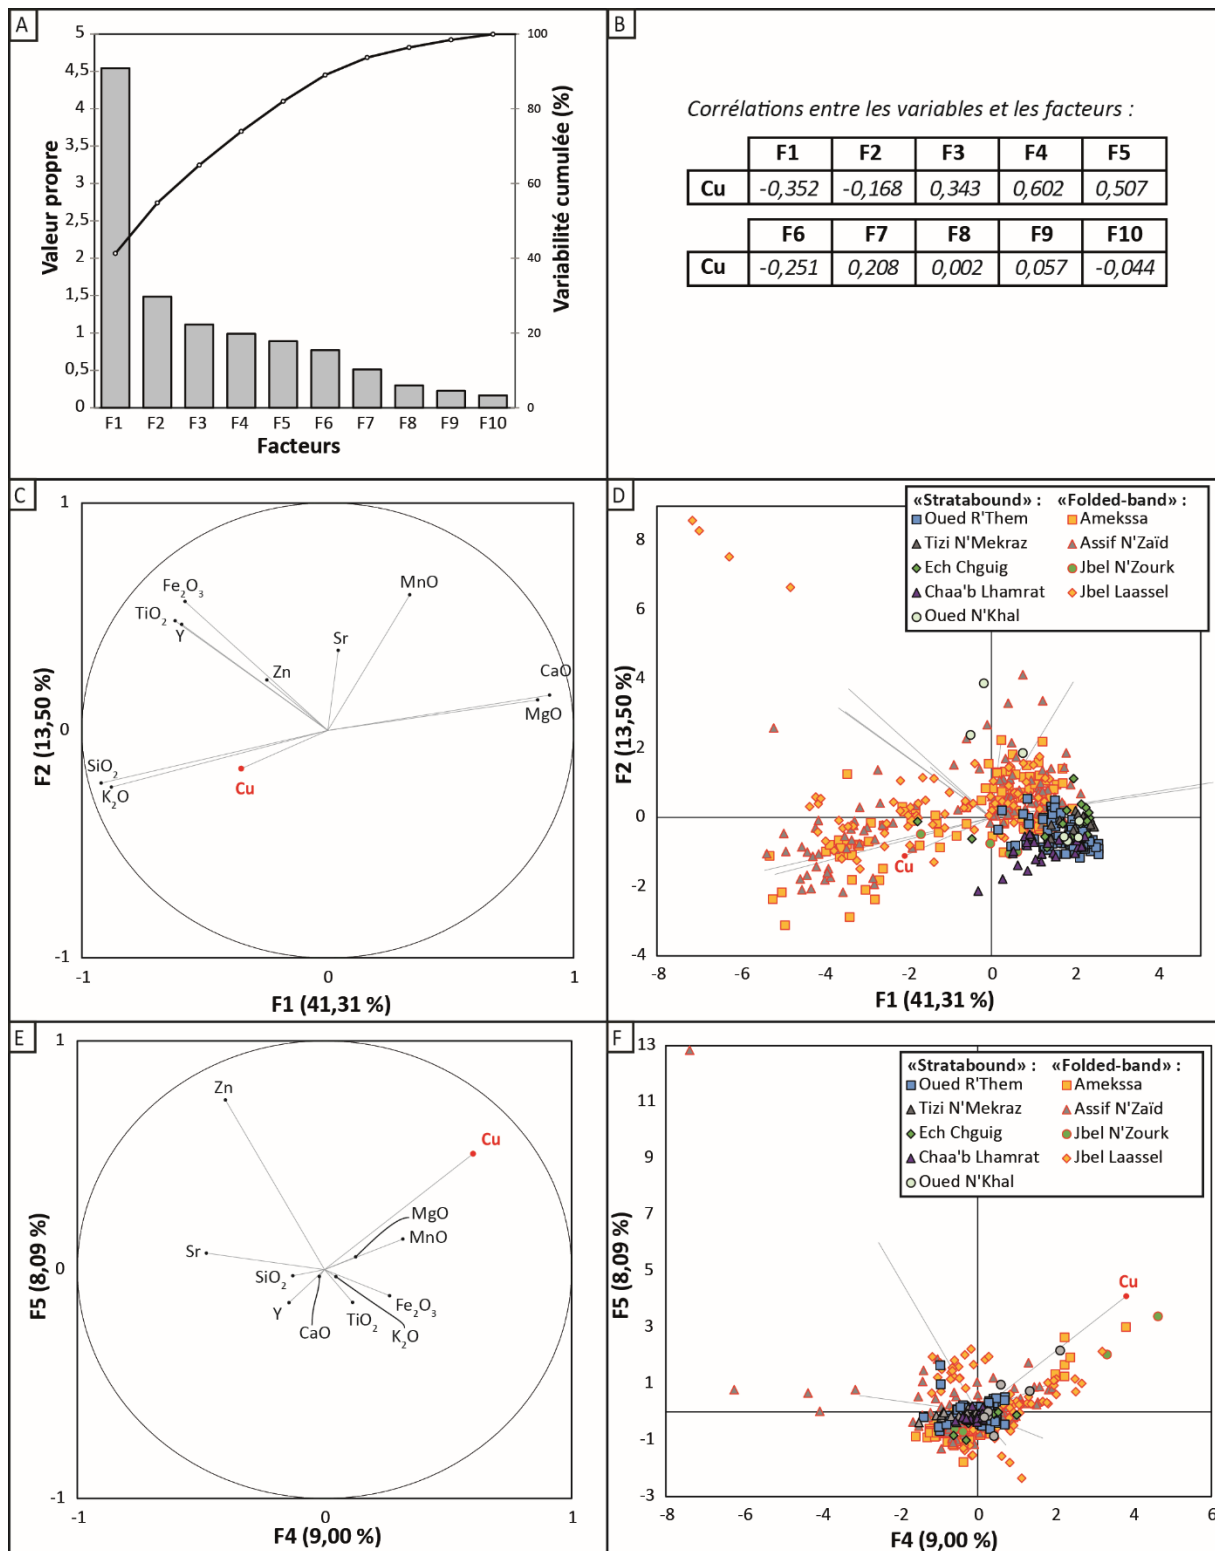 A
Valeur propre
5
4,5
4
3,5
3
2,5
2
1,5
1
0,5
0
100
80
60
40
20
0
Variabilité cumulée (%)
F1 F2 F3 F4 F5 F6 F7 F8 F9 F10
Facteurs
B
Corrélations entre les variables et les facteurs :
F1 F2 F3 F4 F5
Cu -0,352 -0,168 0,343 0,602 0,507
F6 F7 F8 F9 F10
Cu -0,251 0,208 0,002 0,057 -0,044
C
1
Fe₂O₃
MnO
TiO₂
Y
Sr
Zn
CaO
MgO
0
SiO₂
K₂O
Cu
-1
-1 0 1
F1 (41,31 %)
F2 (13,50 %)
D
«Stratabound» : «Folded-band» :
Oued R'Them Amekssa
Tizi N'Mekraz Assif N'Zaïd
Ech Chguig Jbel N'Zourk
Chaa'b Lhamrat Jbel Laassel
Oued N'Khal
8
6
4
2
0
-2
-4
Cu
-8 -6 -4 -2 0 2 4
F1 (41,31 %)
F2 (13,50 %)
E
1
Zn
Cu
MgO
MnO
Sr
0
SiO₂
Y
CaO
TiO₂
Fe₂O₃
K₂O
-1
-1 0 1
F4 (9,00 %)
F5 (8,09 %)
F
«Stratabound» : «Folded-band» :
Oued R'Them Amekssa
Tizi N'Mekraz Assif N'Zaïd
Ech Chguig Jbel N'Zourk
Chaa'b Lhamrat Jbel Laassel
Oued N'Khal
13
11
9
7
5
3
1
-1
-3
Cu
-8 -6 -4 -2 0 2 4 6
F4 (9,00 %)
F5 (8,09 %)